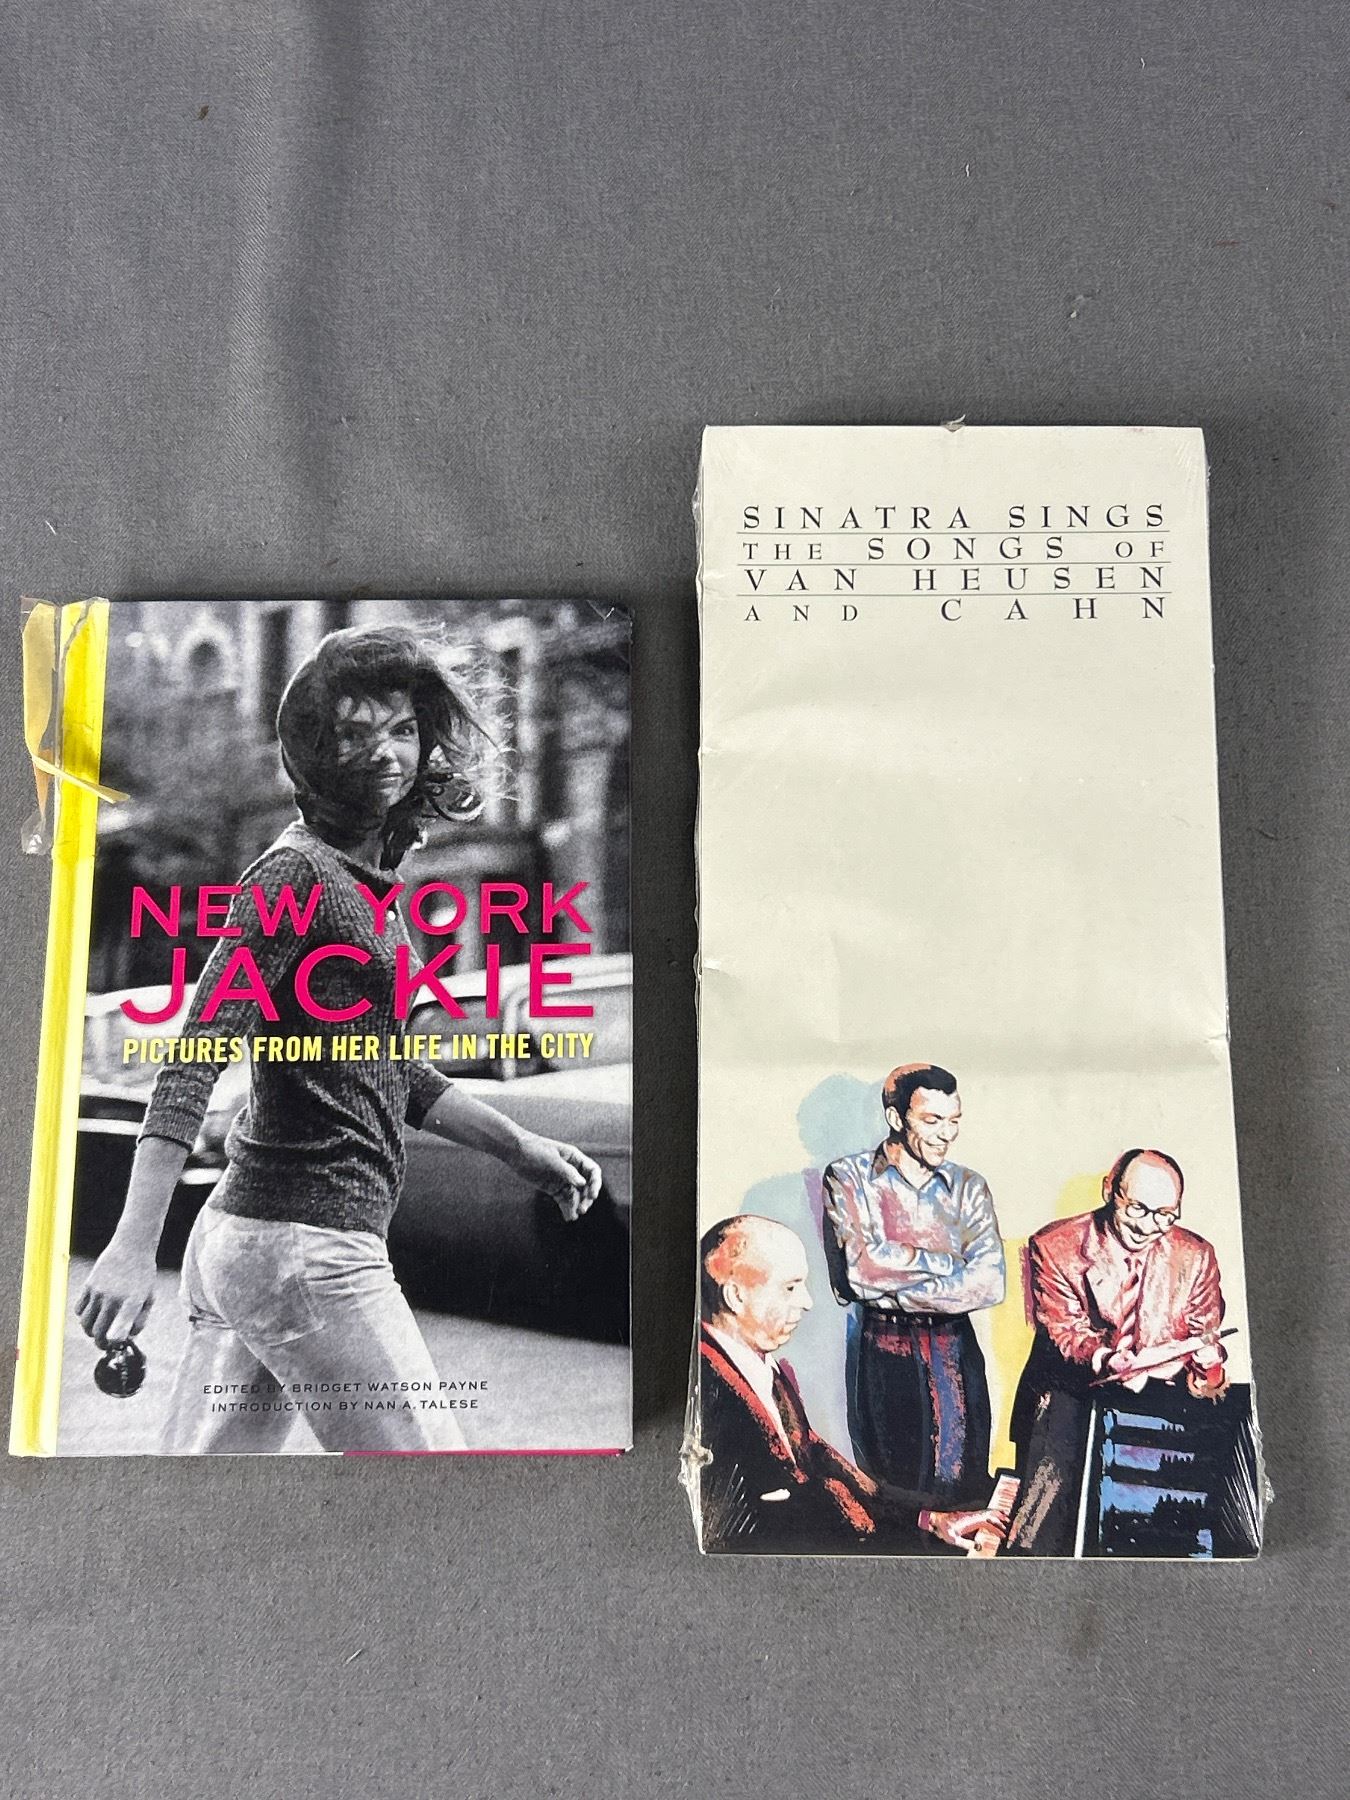 NEW YORK
JACKIE
PICTURES FROM HER LIFE IN THE CITY
EDITED BY BRIDGET WATSON PAYNE
INTRODUCTION BY NAN A. TALESE
SINATRA SINGS
THE SONGS OF
VAN HEUSEN
AND CAHN